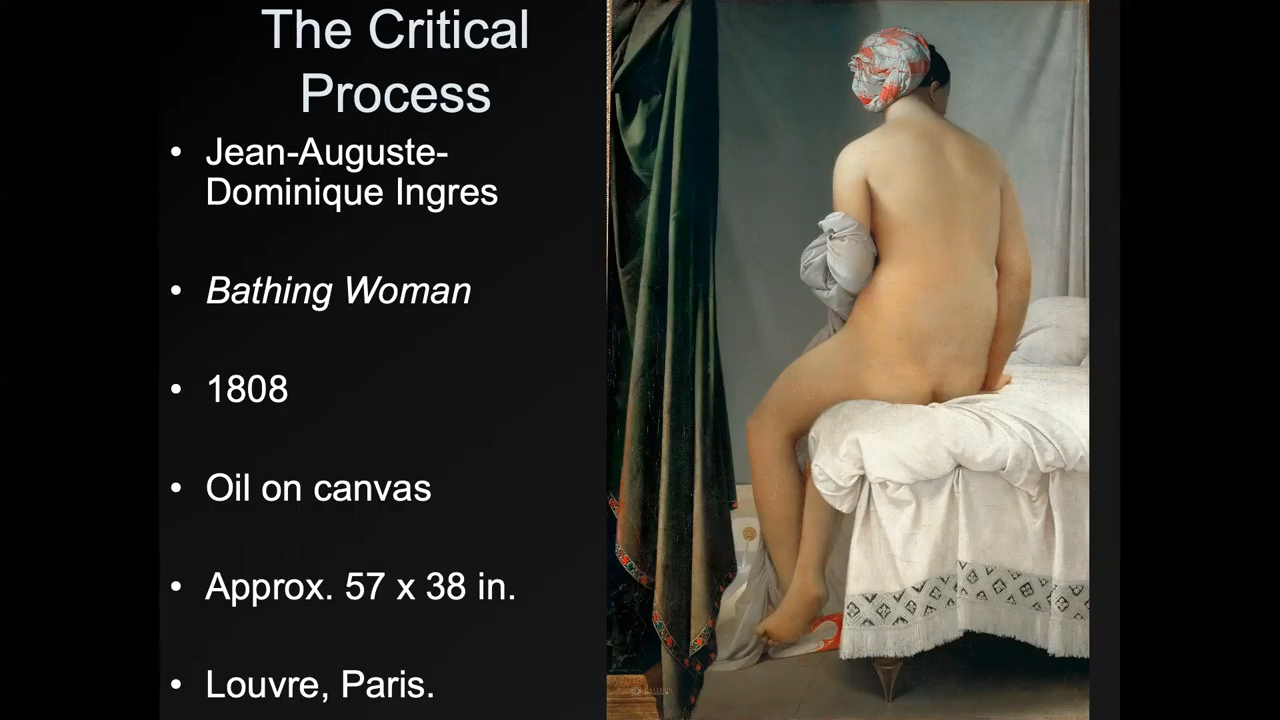 The Critical
Process
• Jean-Auguste-
Dominique Ingres
• Bathing Woman
• 1808
• Oil on canvas
• Approx. 57 x 38 in.
• Louvre, Paris.